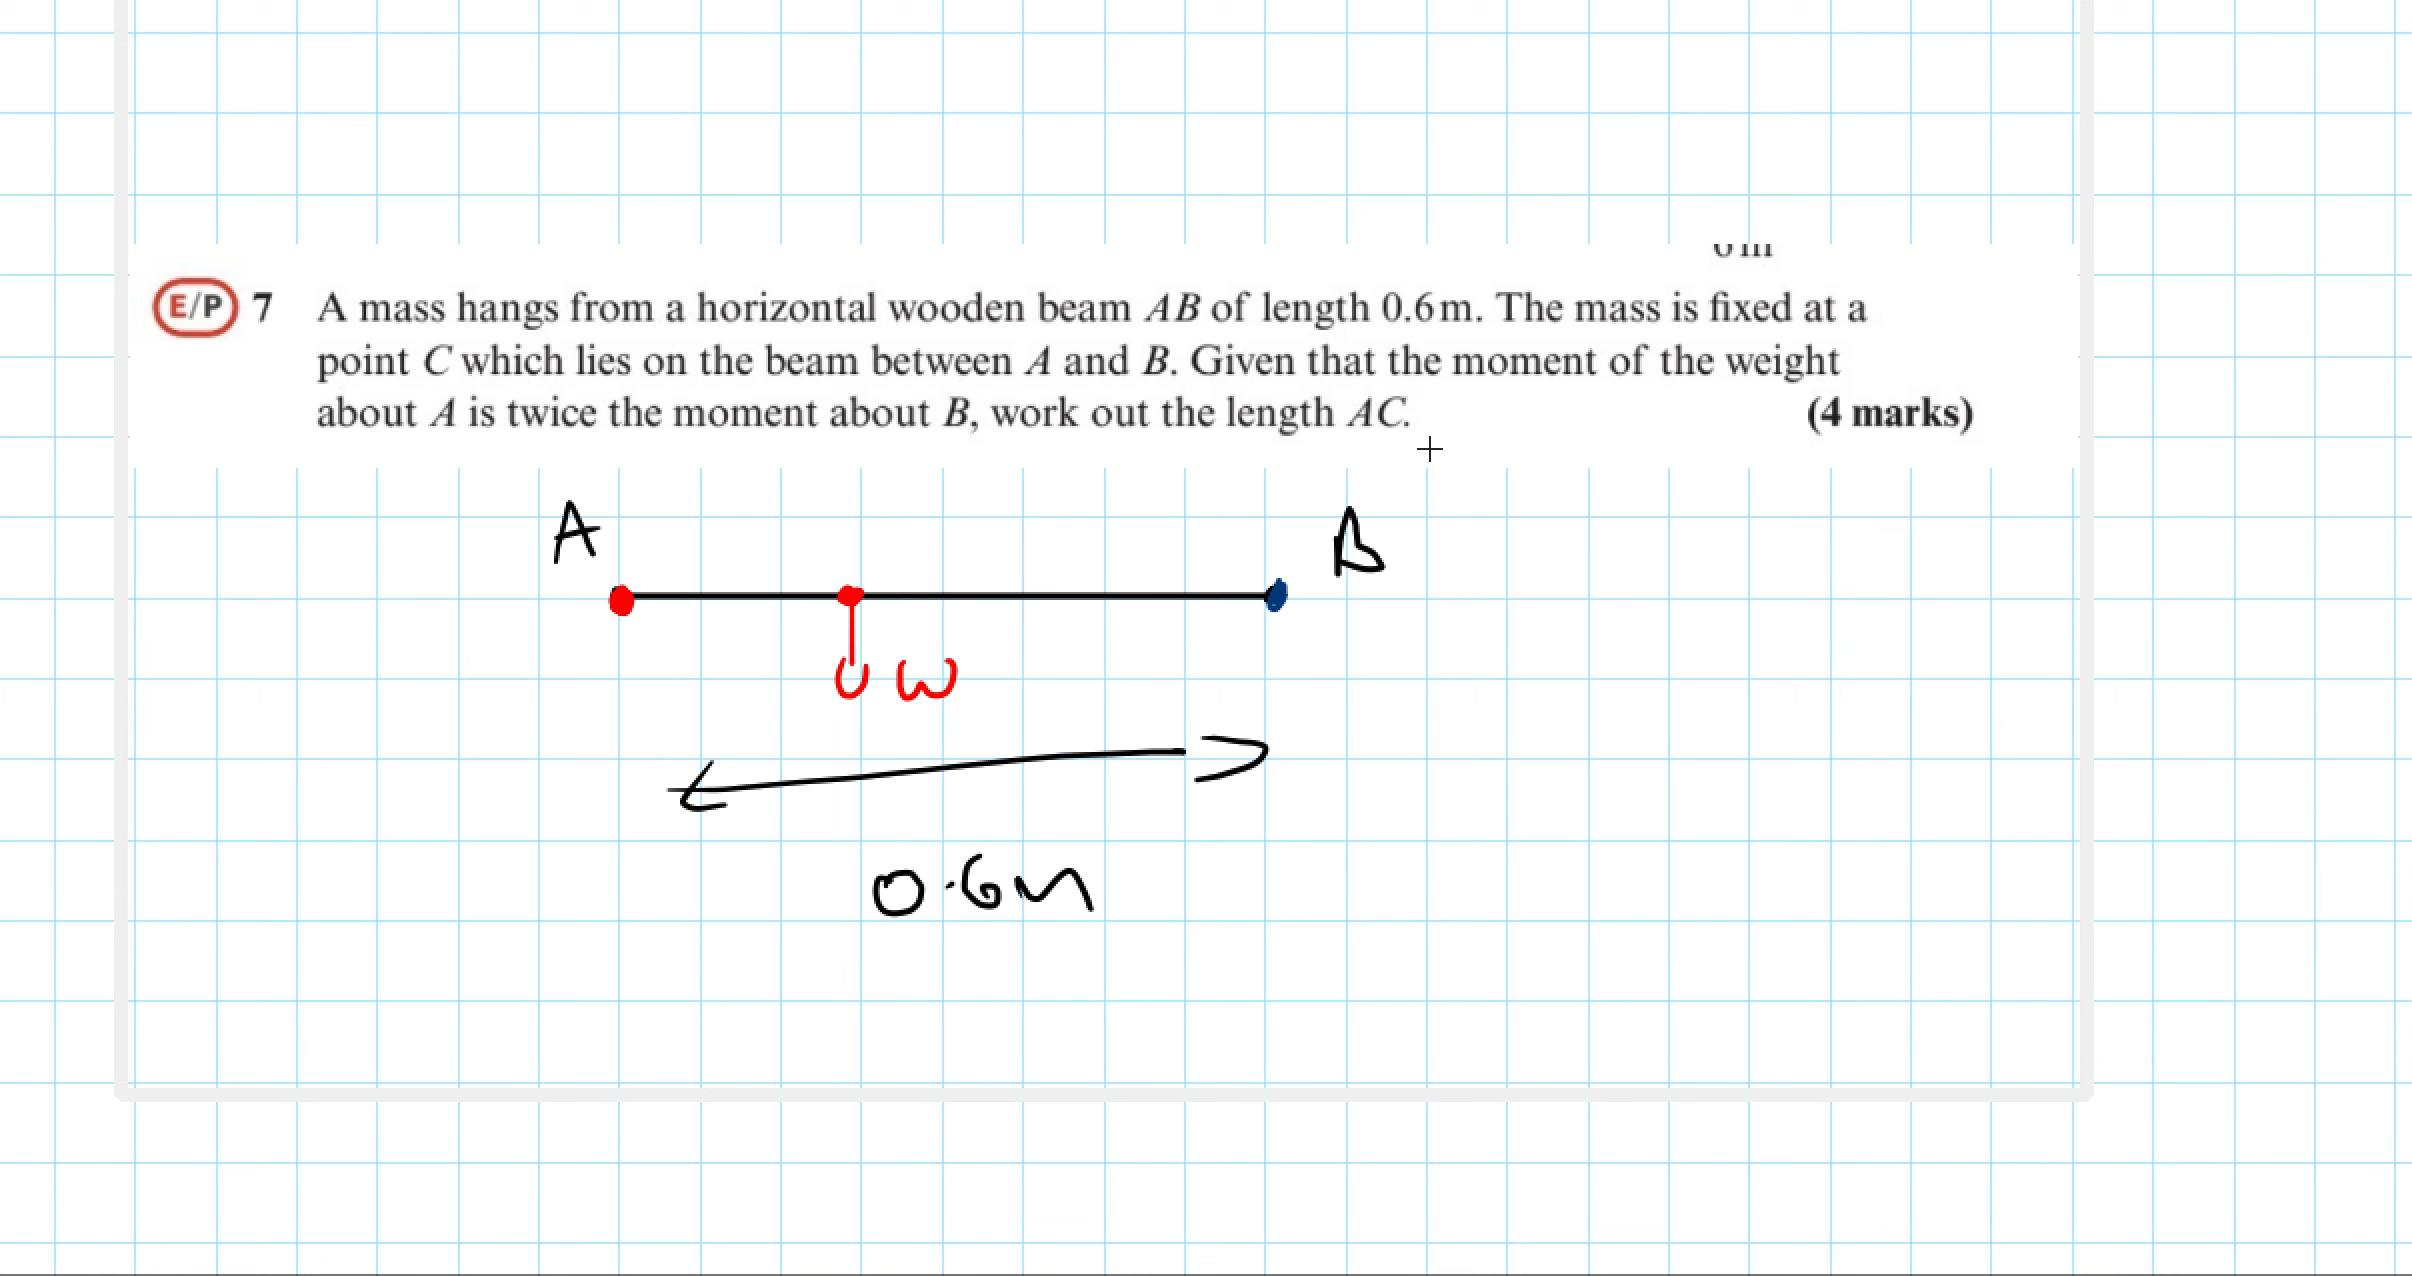 E/P 7 A mass hangs from a horizontal wooden beam AB of length 0.6 m. The mass is fixed at a
point C which lies on the beam between A and B. Given that the moment of the weight
about A is twice the moment about B, work out the length AC. (4 marks)
A B
W
0.6m